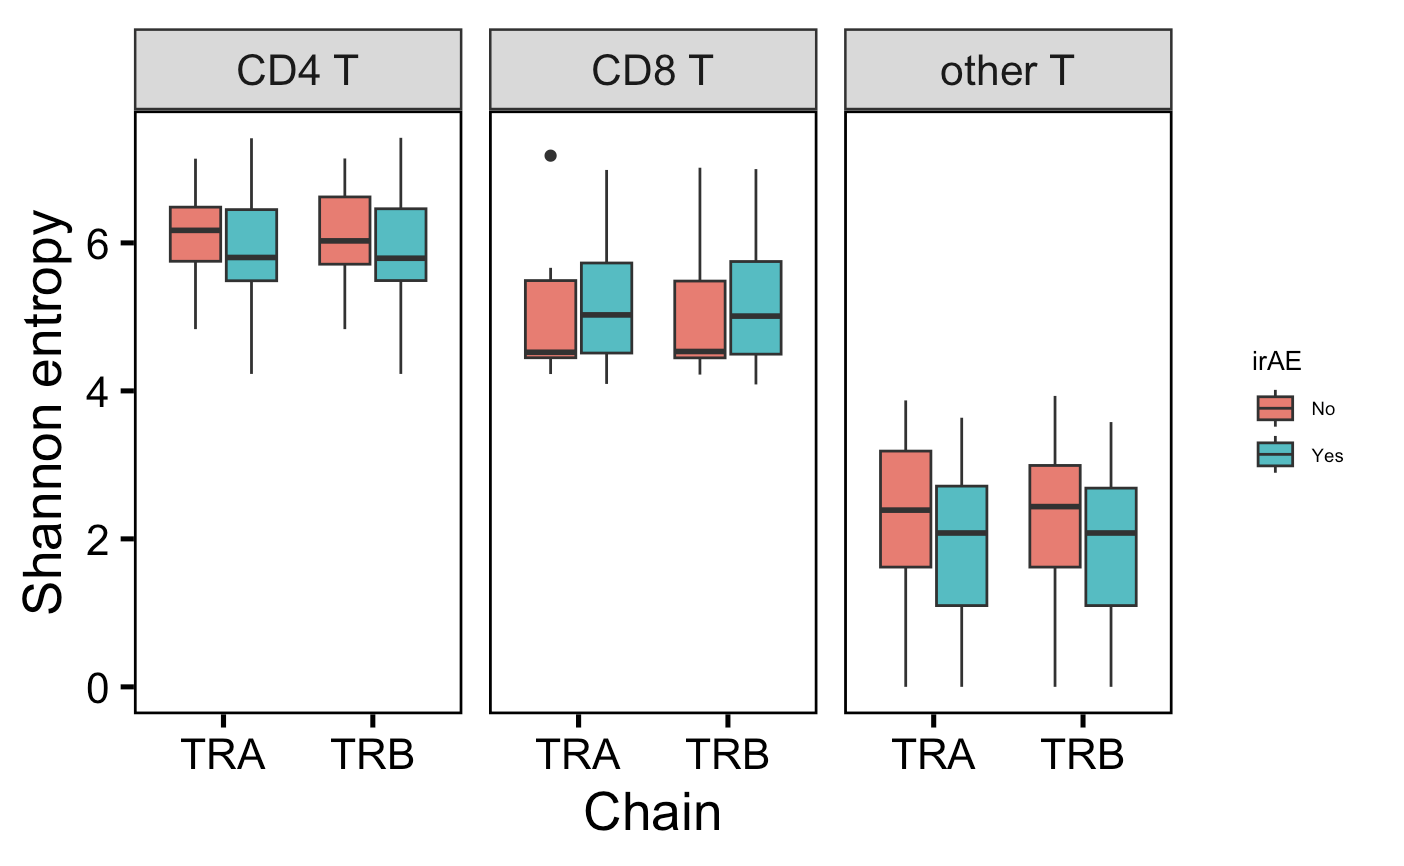 CD4 T
CD8 T
other T
Shannon entropy
6
4
2
0
TRA
TRB
TRA
TRB
TRA
TRB
Chain
irAE
No
Yes